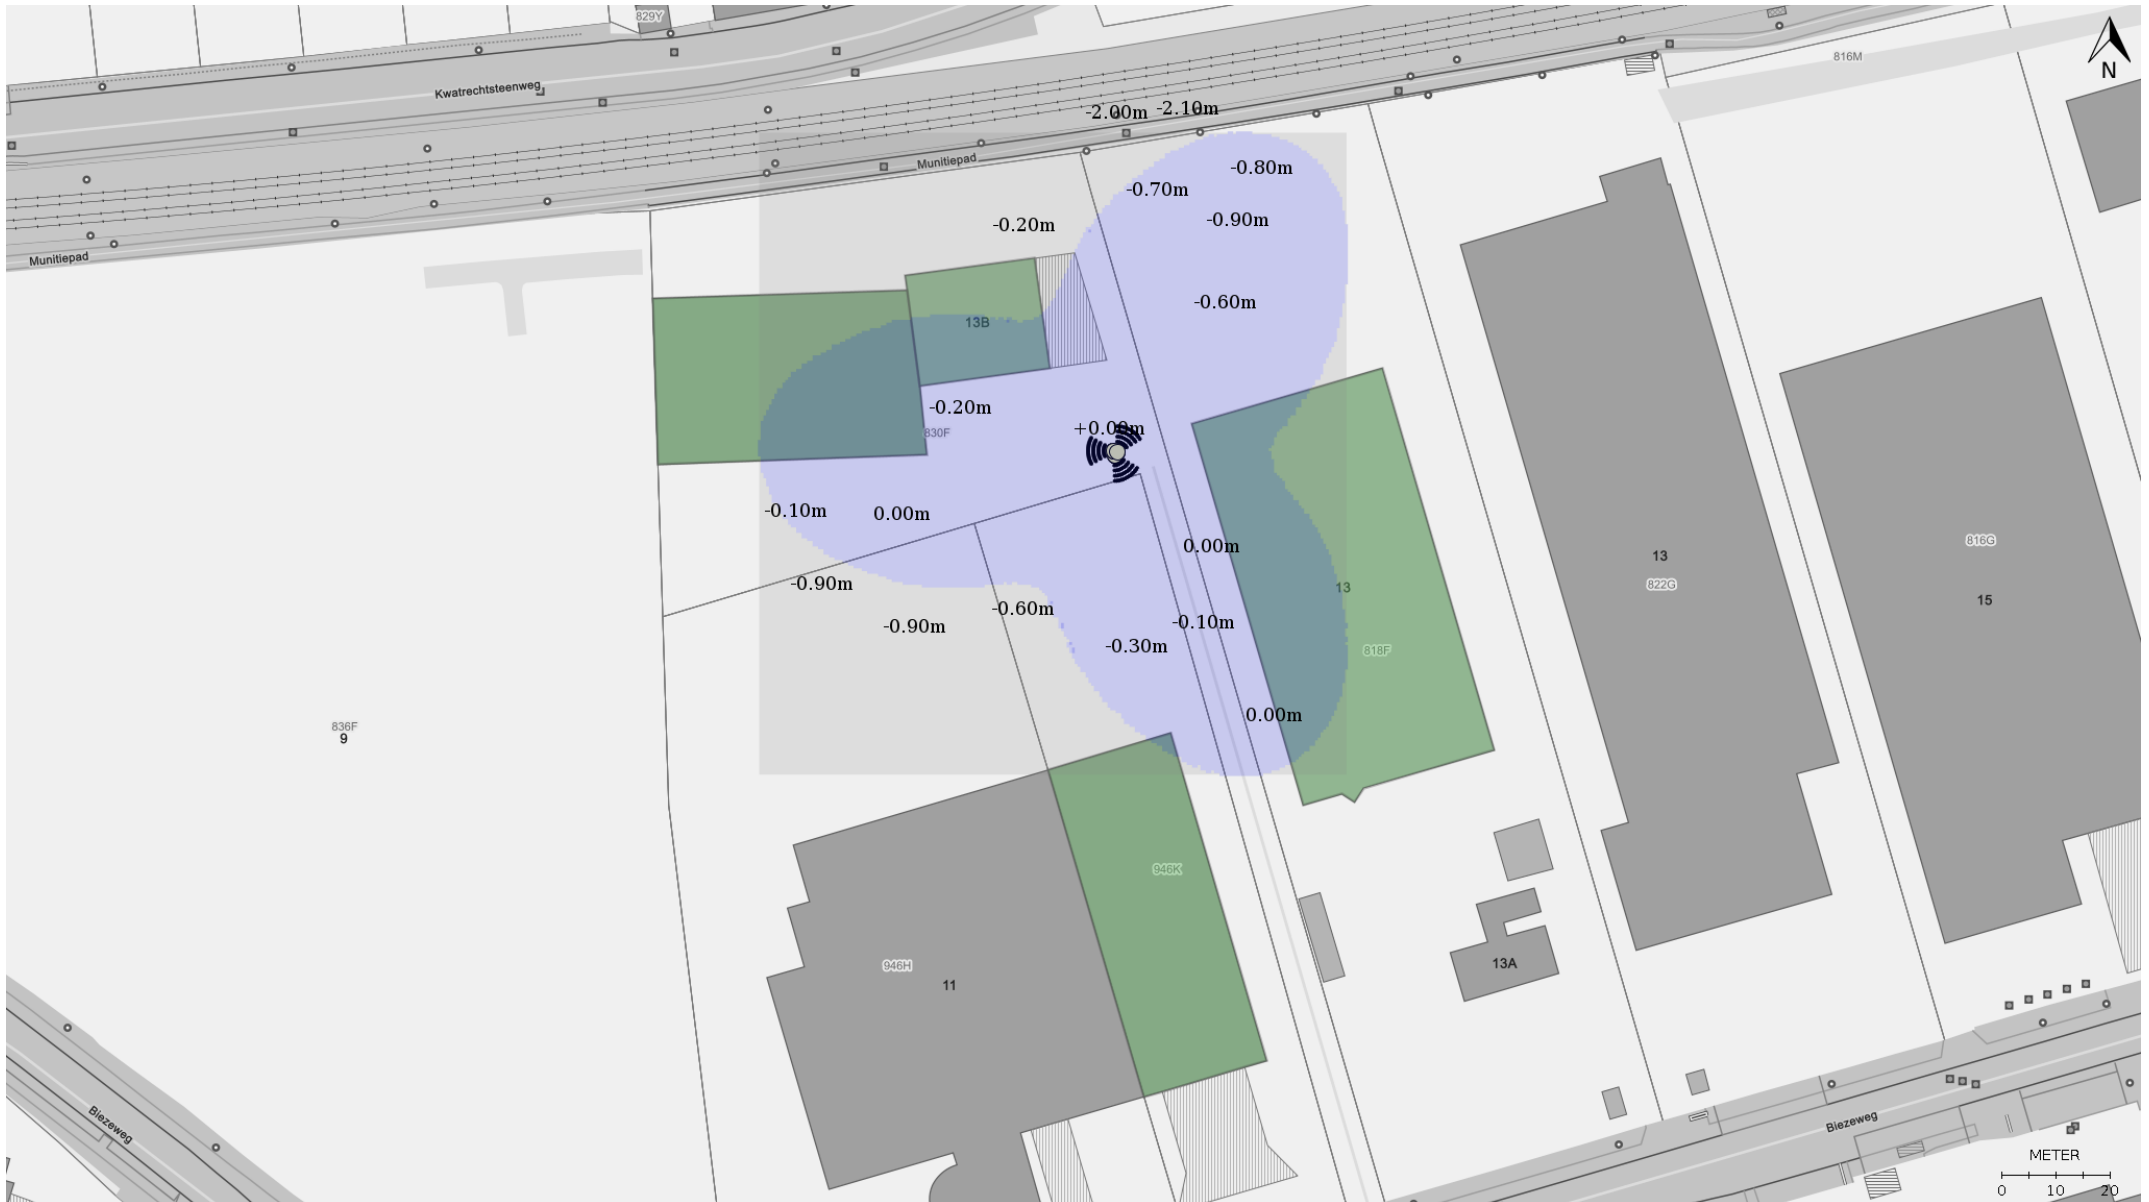 829Y
816M
N
Kwatrechtsteenweg
-2.00m
-2.10m
Munitiepad
-0.80m
-0.70m
-0.90m
-0.20m
Munitiepad
-0.60m
13B
-0.20m
830F
+0.00m
-0.10m
0.00m
0.00m
816G
13
822G
-0.90m
13
15
-0.60m
-0.10m
-0.90m
-0.30m
818F
0.00m
836F
9
946K
946H
11
13A
Biezeweg
Biezeweg
METER
0 10 20